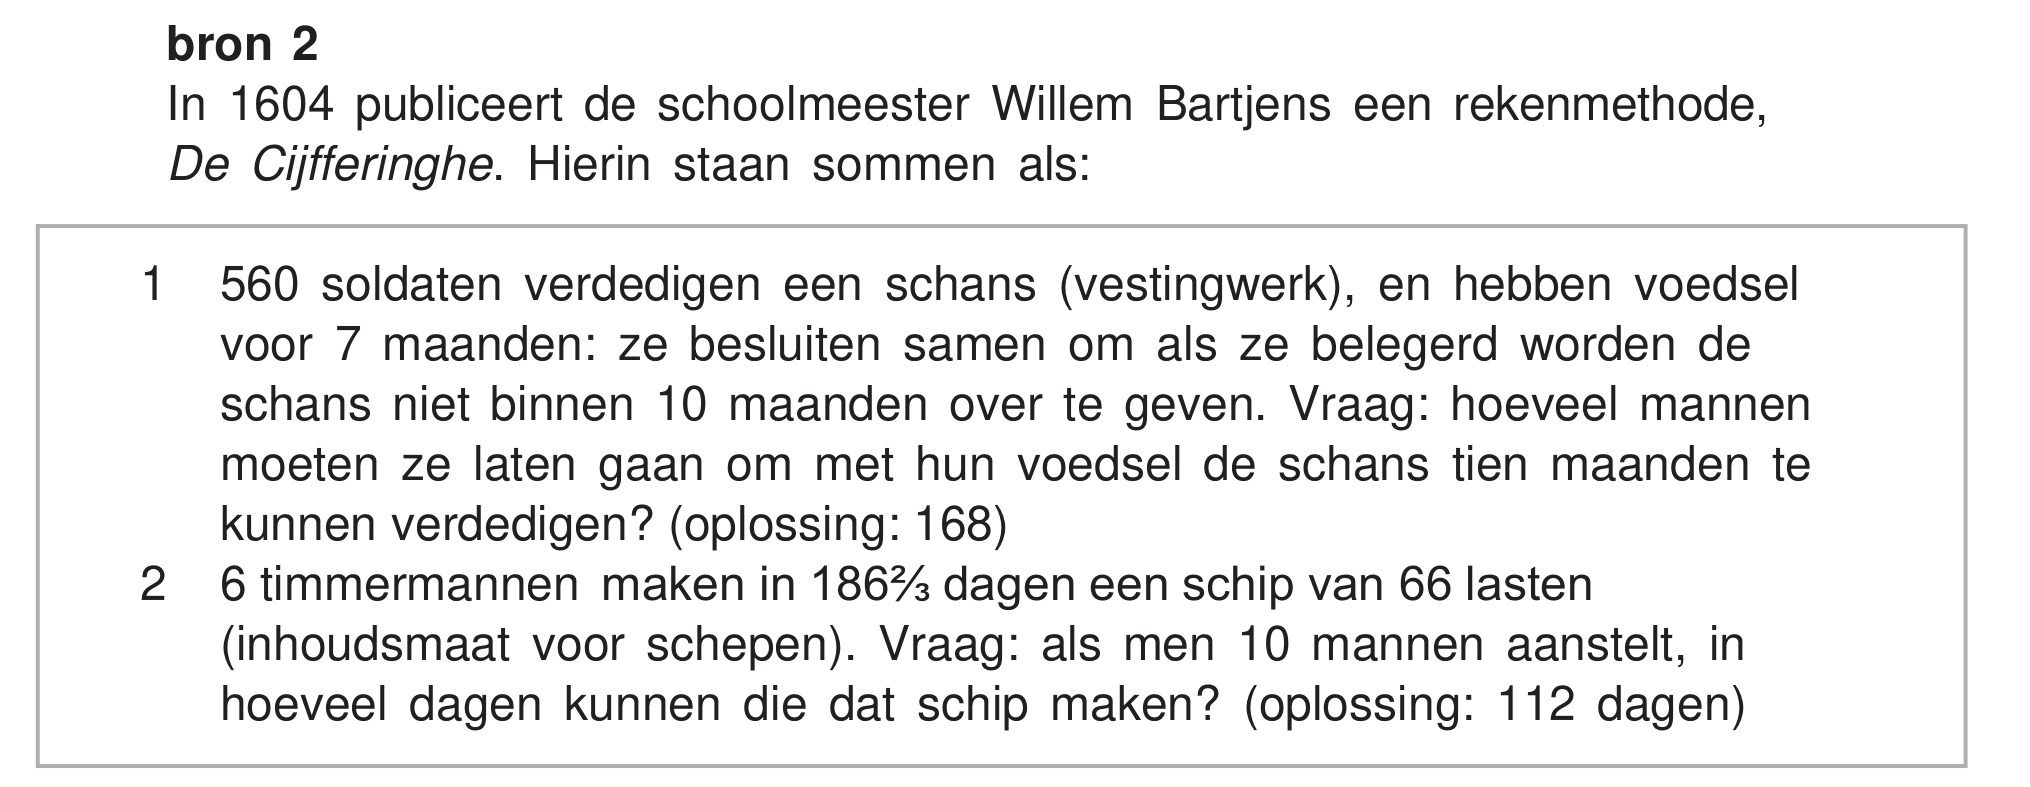 bron 2
In 1604 publiceert de schoolmeester Willem Bartjens een rekenmethode,
De Cijfferinghe. Hierin staan sommen als:
1 560 soldaten verdedigen een schans (vestingwerk), en hebben voedsel
voor 7 maanden: ze besluiten samen om als ze belegerd worden de
schans niet binnen 10 maanden over te geven. Vraag: hoeveel mannen
moeten ze laten gaan om met hun voedsel de schans tien maanden te
kunnen verdedigen? (oplossing: 168)
2 6 timmermannen maken in 186⅔ dagen een schip van 66 lasten
(inhoudsmaat voor schepen). Vraag: als men 10 mannen aanstelt, in
hoeveel dagen kunnen die dat schip maken? (oplossing: 112 dagen)